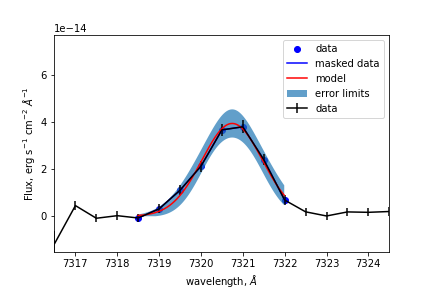 1e−14
Flux, erg s⁻¹ cm⁻² Å⁻¹
6
4
2
0
data
masked data
model
error limits
data
7317 7318 7319 7320 7321 7322 7323 7324
wavelength, Å